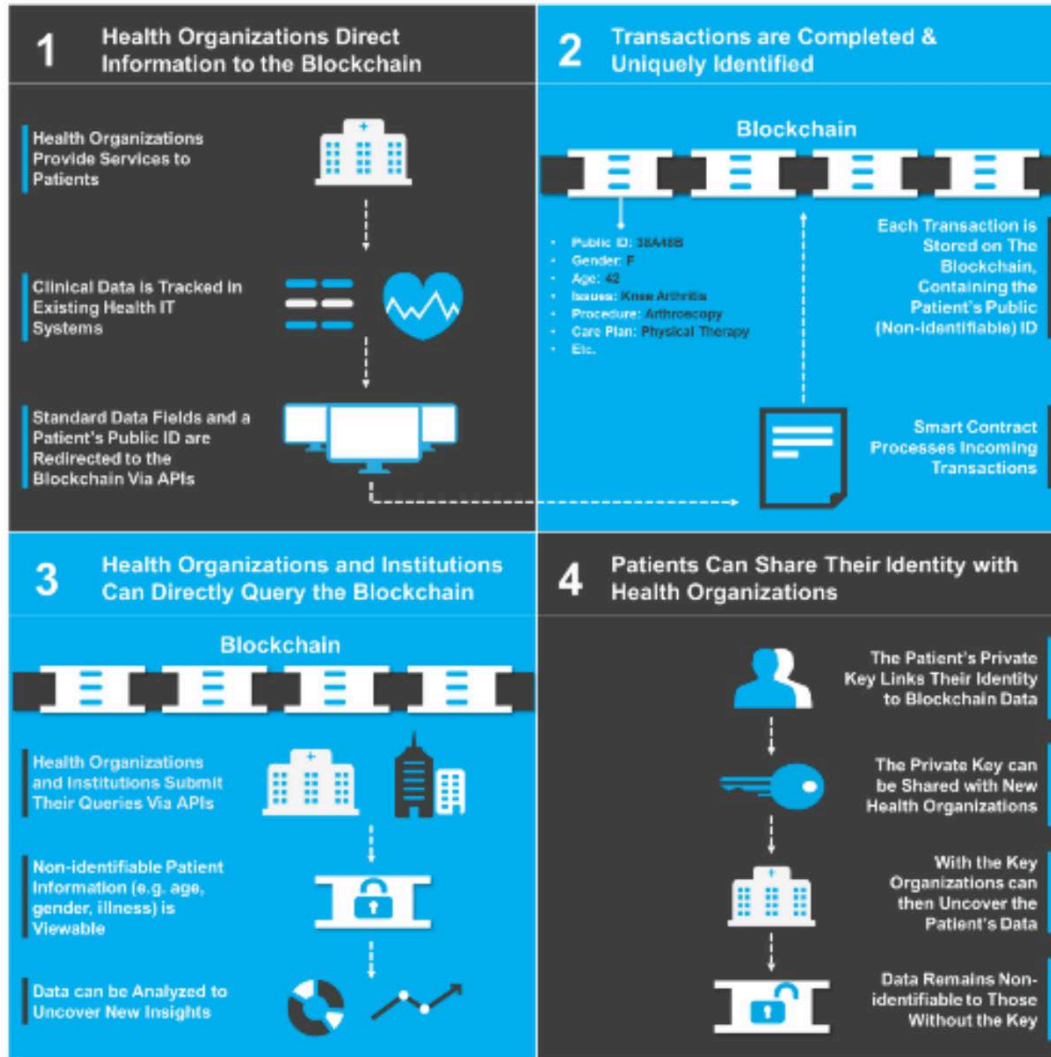 1
Health Organizations Direct
Information to the Blockchain
Health Organizations
Provide Services to
Patients
Clinical Data is Tracked in
Existing Health IT
Systems
Standard Data Fields and a
Patient's Public ID are
Redirected to the
Blockchain Via APIs
2
Transactions are Completed &
Uniquely Identified
Blockchain
• Public ID: 38A48B
• Gender: F
• Age: 42
• Issues: Knee Arthritis
• Procedure: Arthroscopy
• Care Plan: Physical Therapy
• Etc.
Each Transaction is
Stored on The
Blockchain,
Containing the
Patient's Public
(Non-identifiable) ID
Smart Contract
Processes Incoming
Transactions
3
Health Organizations and Institutions
Can Directly Query the Blockchain
Blockchain
Health Organizations
and Institutions Submit
Their Queries Via APIs
Non-identifiable Patient
Information (e.g. age,
gender, illness) is
Viewable
Data can be Analyzed to
Uncover New Insights
4
Patients Can Share Their Identity with
Health Organizations
The Patient's Private
Key Links Their Identity
to Blockchain Data
The Private Key can
be Shared with New
Health Organizations
With the Key
Organizations can
then Uncover the
Patient's Data
Data Remains Non-
identifiable to Those
Without the Key